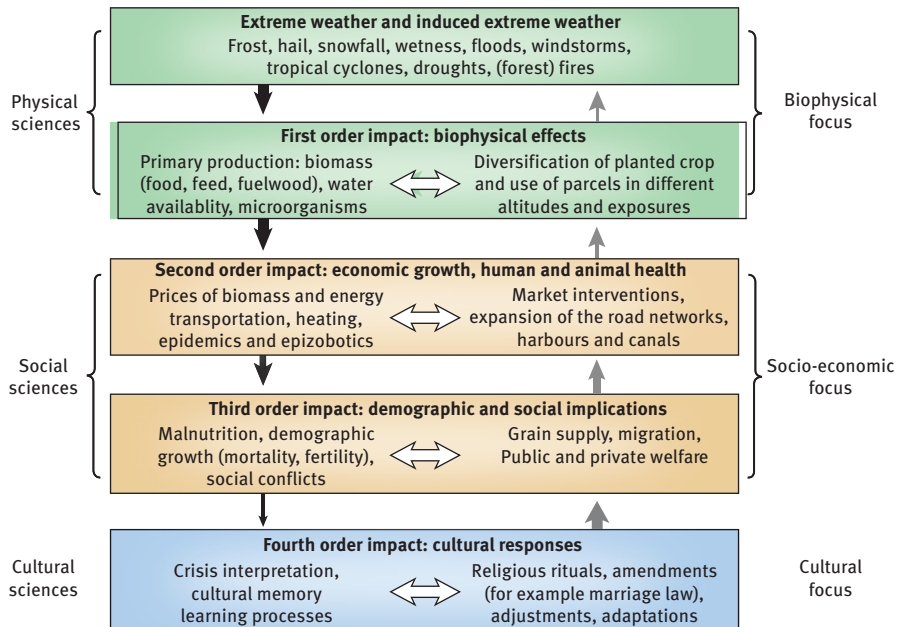 Extreme weather and induced extreme weather
Frost, hail, snowfall, wetness, floods, windstorms,
tropical cyclones, droughts, (forest) fires
Physical
sciences
Biophysical
focus
First order impact: biophysical effects
Primary production: biomass
(food, feed, fuelwood), water
availablity, microorganisms
Diversification of planted crop
and use of parcels in different
altitudes and exposures
Second order impact: economic growth, human and animal health
Prices of biomass and energy
transportation, heating,
epidemics and epizobotics
Market interventions,
expansion of the road networks,
harbours and canals
Social
sciences
Socio-economic
focus
Third order impact: demographic and social implications
Malnutrition, demographic
growth (mortality, fertility),
social conflicts
Grain supply, migration,
Public and private welfare
Fourth order impact: cultural responses
Cultural
sciences
Crisis interpretation,
cultural memory
learning processes
Religious rituals, amendments
(for example marriage law),
adjustments, adaptations
Cultural
focus